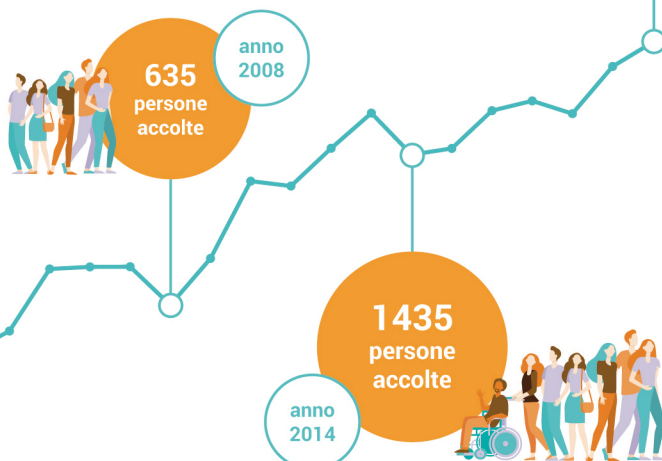 635
persone
accolte
anno
2008
1435
persone
accolte
anno
2014